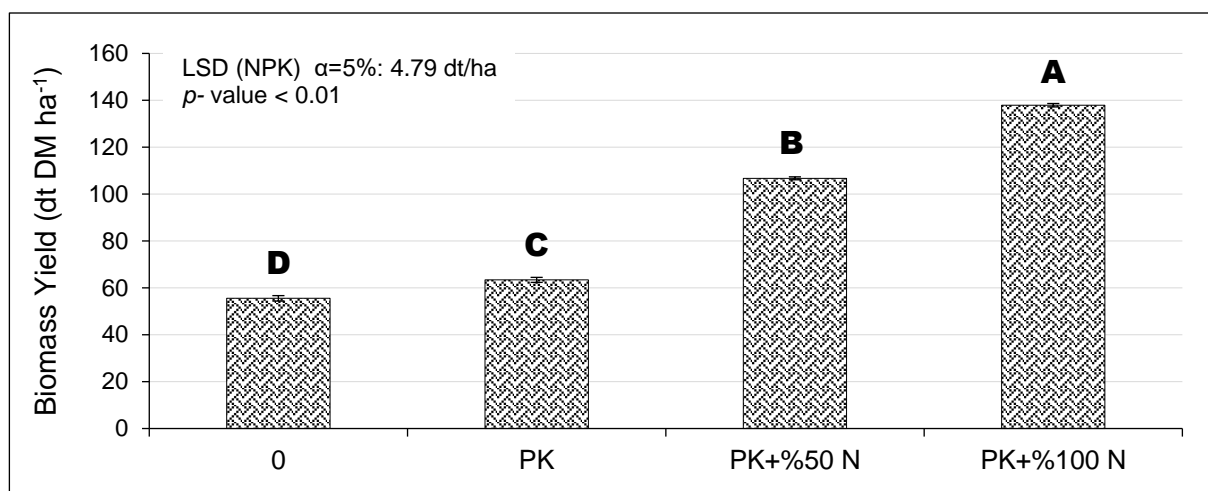 Biomass Yield (dt DM ha-1)
160
140
120
100
80
60
40
20
0
LSD (NPK) α=5%: 4.79 dt/ha
p- value < 0.01
D
C
B
A
0
PK
PK+%50 N
PK+%100 N